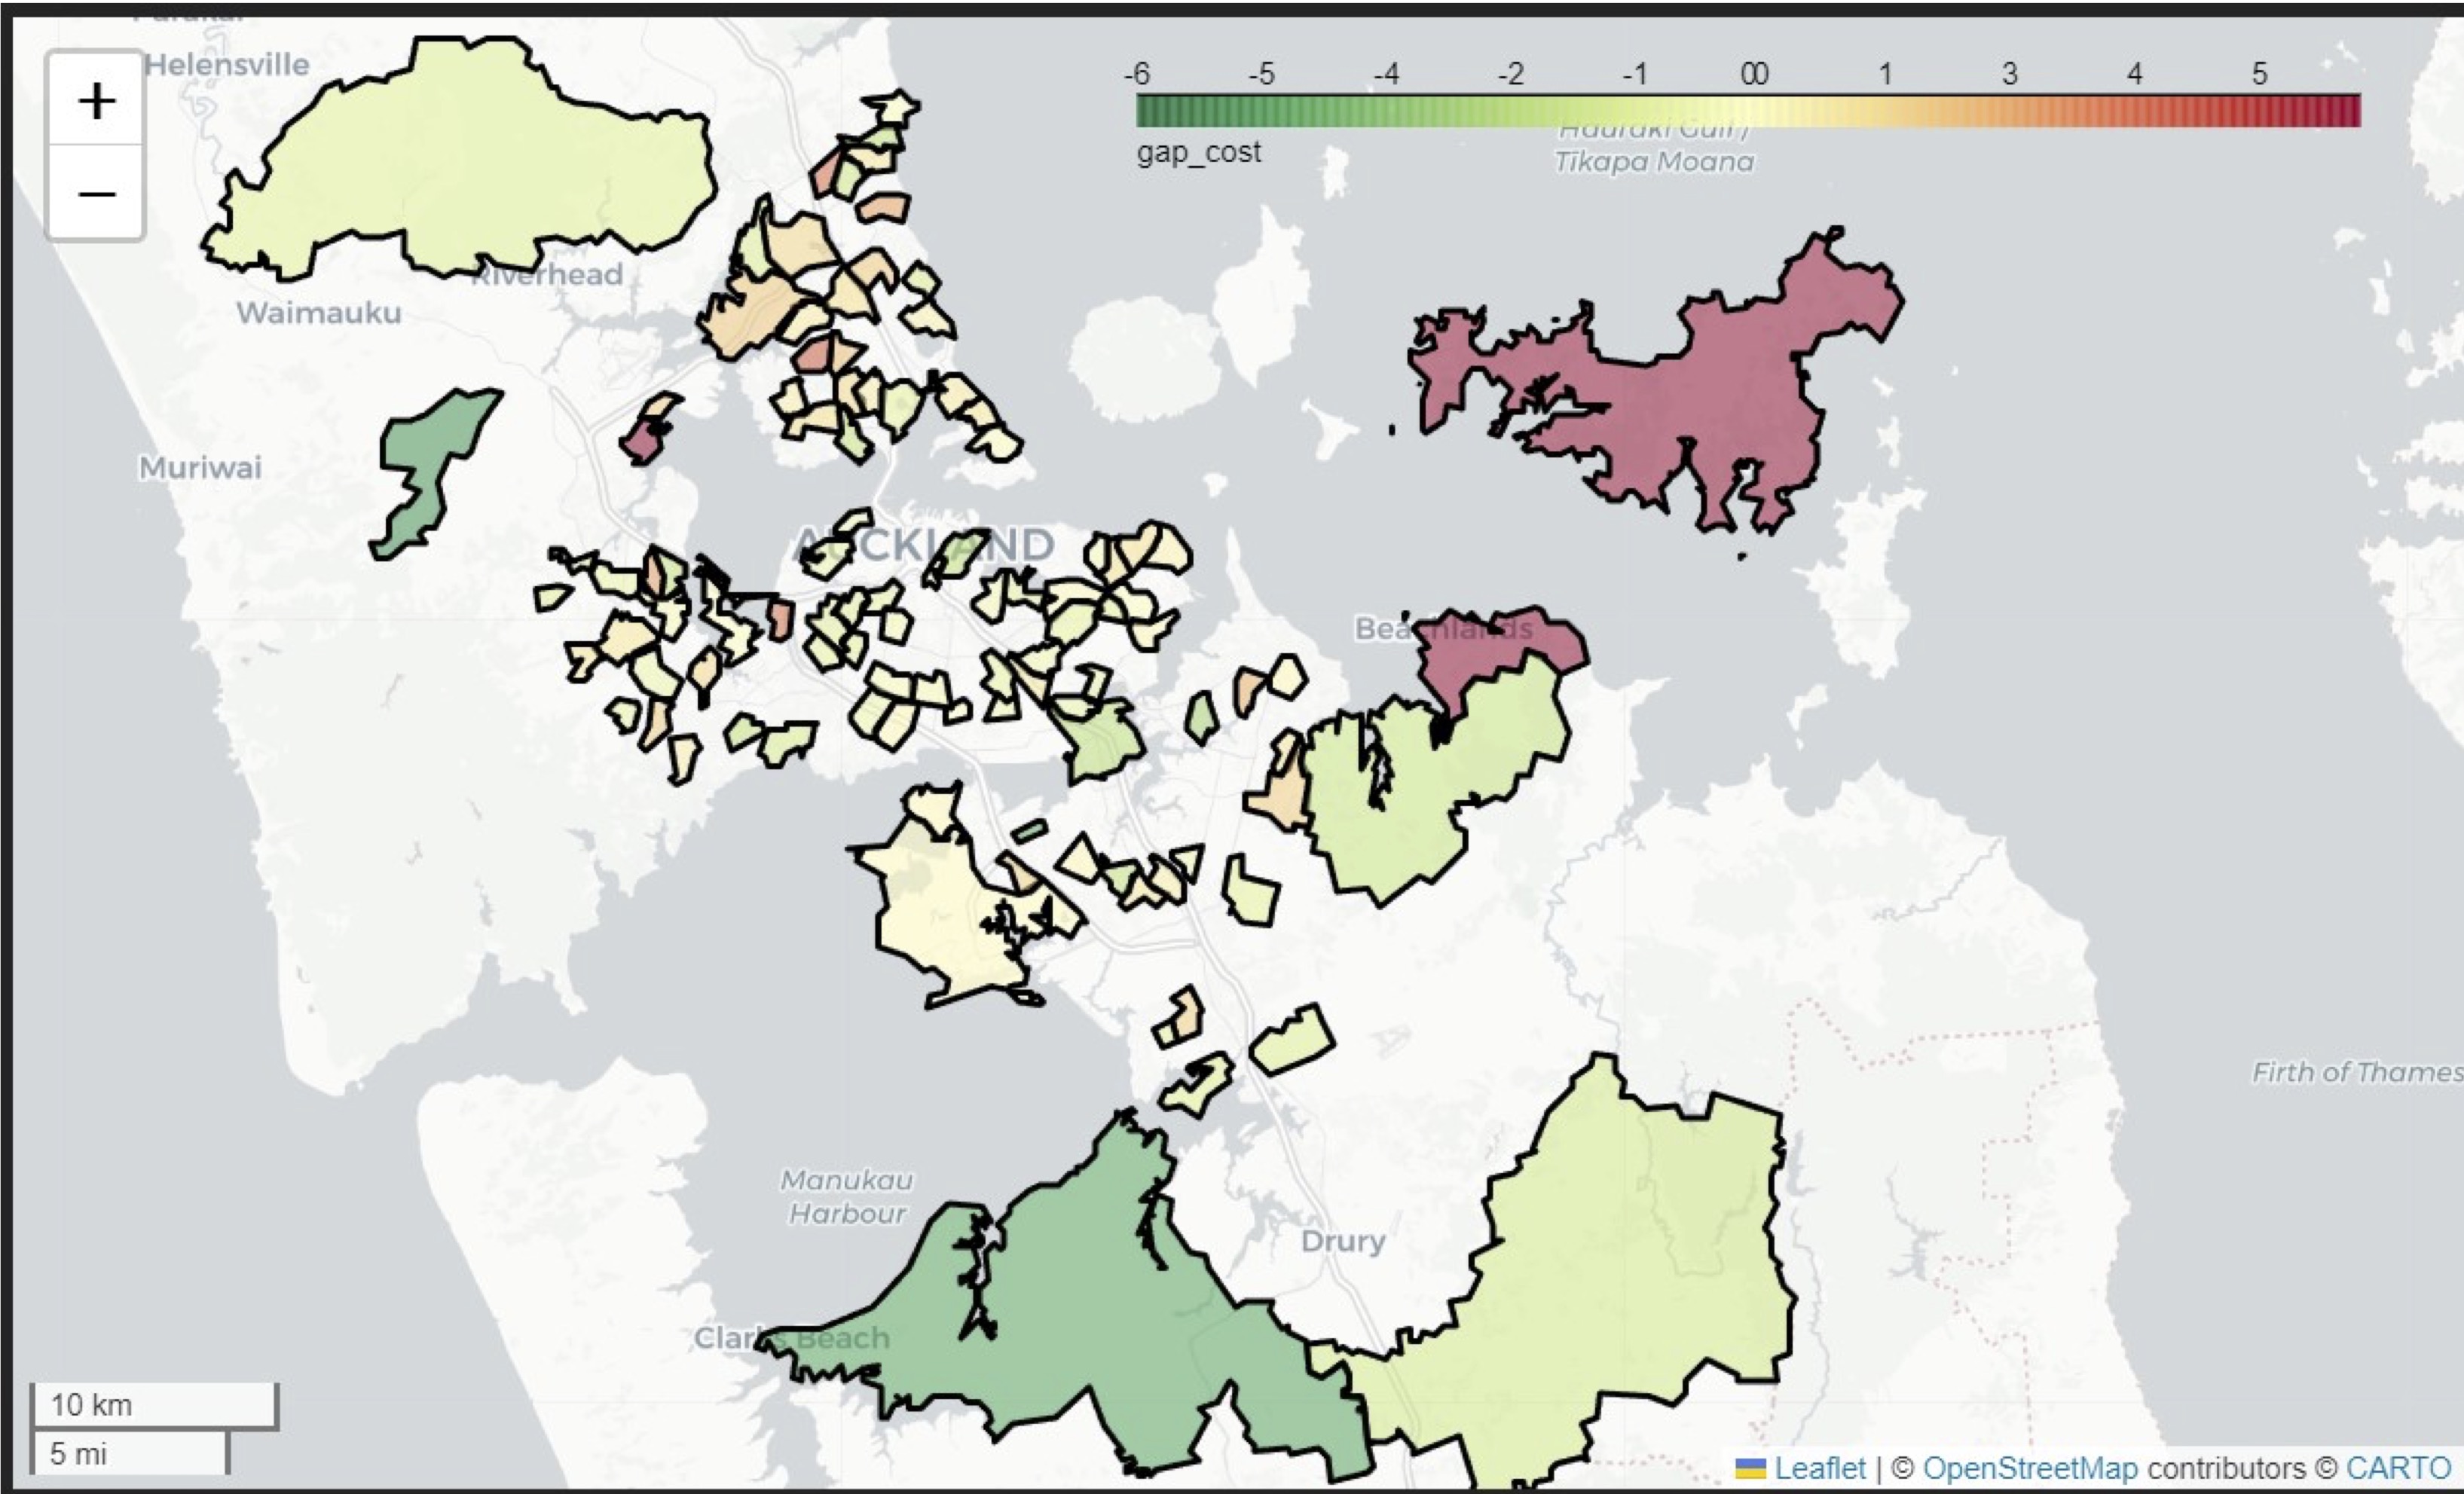 Helensville
+
−
-6 -5 -4 -2 -1 00 1 3 4 5
gap_cost
Hauraki Gulf /
Tīkapa Moana
Riverhead
Waimauku
Muriwai
AUCKLAND
Beachlands
Firth of Thames
Manukau
Harbour
Drury
Clarks Beach
10 km
5 mi
Leaflet | © OpenStreetMap contributors © CARTO